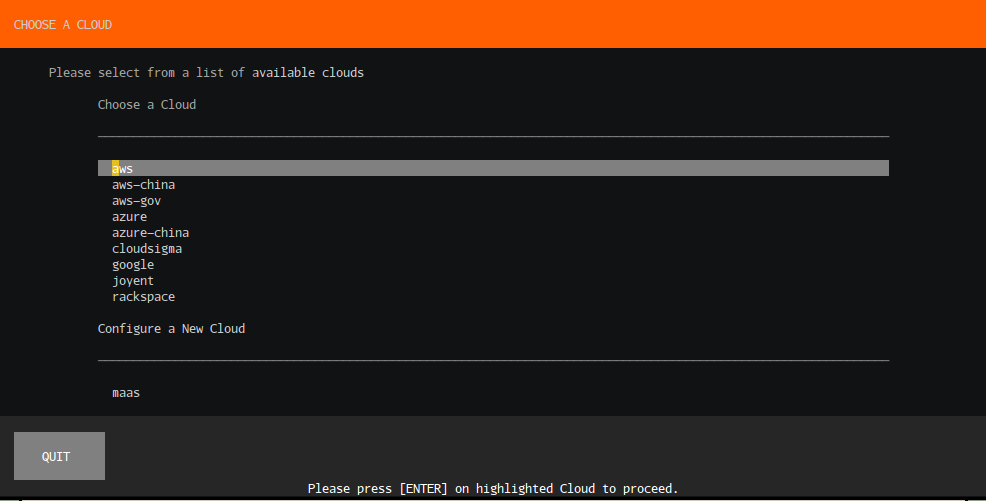 CHOOSE A CLOUD
Please select from a list of available clouds
Choose a Cloud
aws
aws-china
aws-gov
azure
azure-china
cloudsigma
google
joyent
rackspace
Configure a New Cloud
maas
QUIT
Please press [ENTER] on highlighted Cloud to proceed.